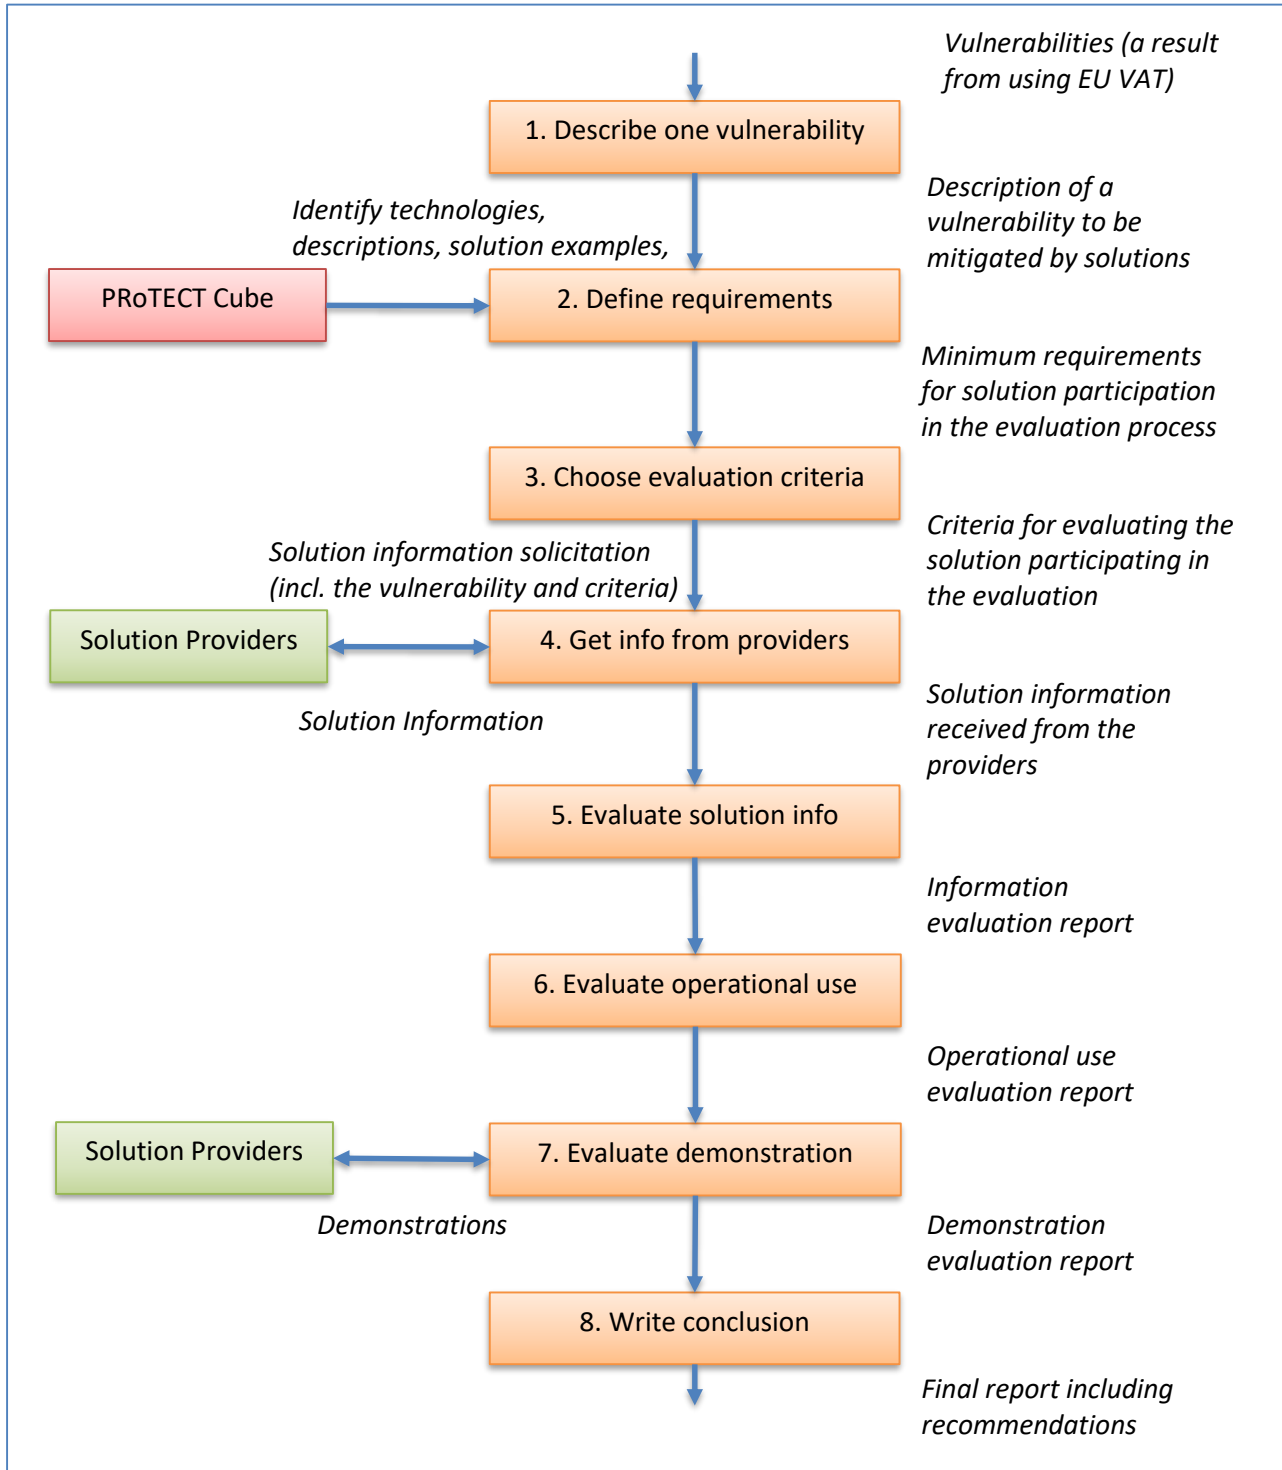 Vulnerabilities (a result
from using EU VAT)
1. Describe one vulnerability
Description of a
vulnerability to be
mitigated by solutions
Identify technologies,
descriptions, solution examples,
PRoTECT Cube
2. Define requirements
Minimum requirements
for solution participation
in the evaluation process
3. Choose evaluation criteria
Criteria for evaluating the
solution participating in
the evaluation
Solution information solicitation
(incl. the vulnerability and criteria)
Solution Providers
4. Get info from providers
Solution Information
Solution information
received from the
providers
5. Evaluate solution info
Information
evaluation report
6. Evaluate operational use
Operational use
evaluation report
Solution Providers
7. Evaluate demonstration
Demonstrations
Demonstration
evaluation report
8. Write conclusion
Final report including
recommendations